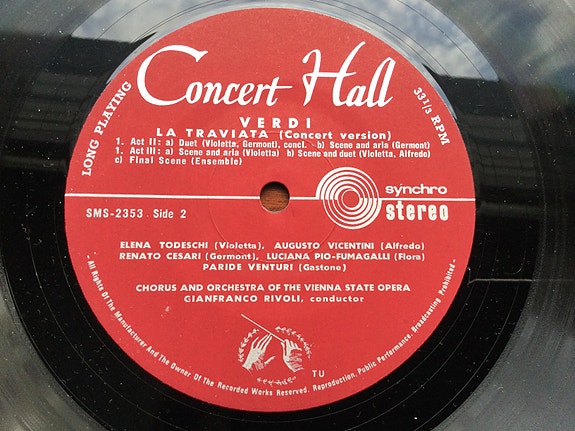 Concert Hall
LONG PLAYING
33 1/3 RPM
VERDI
LA TRAVIATA (Concert version)
1. Act II: a) Duet (Violetta, Germont), concl. b) Scene and aria (Germont)
1. Act III: a) Scene and aria (Violetta) b) Scene and duet (Violetta, Alfredo)
c) Final Scene (Ensemble)
synchro
stereo
SMS-2353 Side 2
ELENA TODESCHI (Violetta), AUGUSTO VICENTINI (Alfredo)
RENATO CESARI (Germont), LUCIANA PIO-FUMAGALLI (Flora)
PARIDE VENTURI (Gastone)
CHORUS AND ORCHESTRA OF THE VIENNA STATE OPERA
GIANFRANCO RIVOLI, conductor
TU
- All Rights Of The Manufacturer And The Owner Of The Recorded Works Reserved. Reproduction, Public Performance, Broadcasting Prohibited -